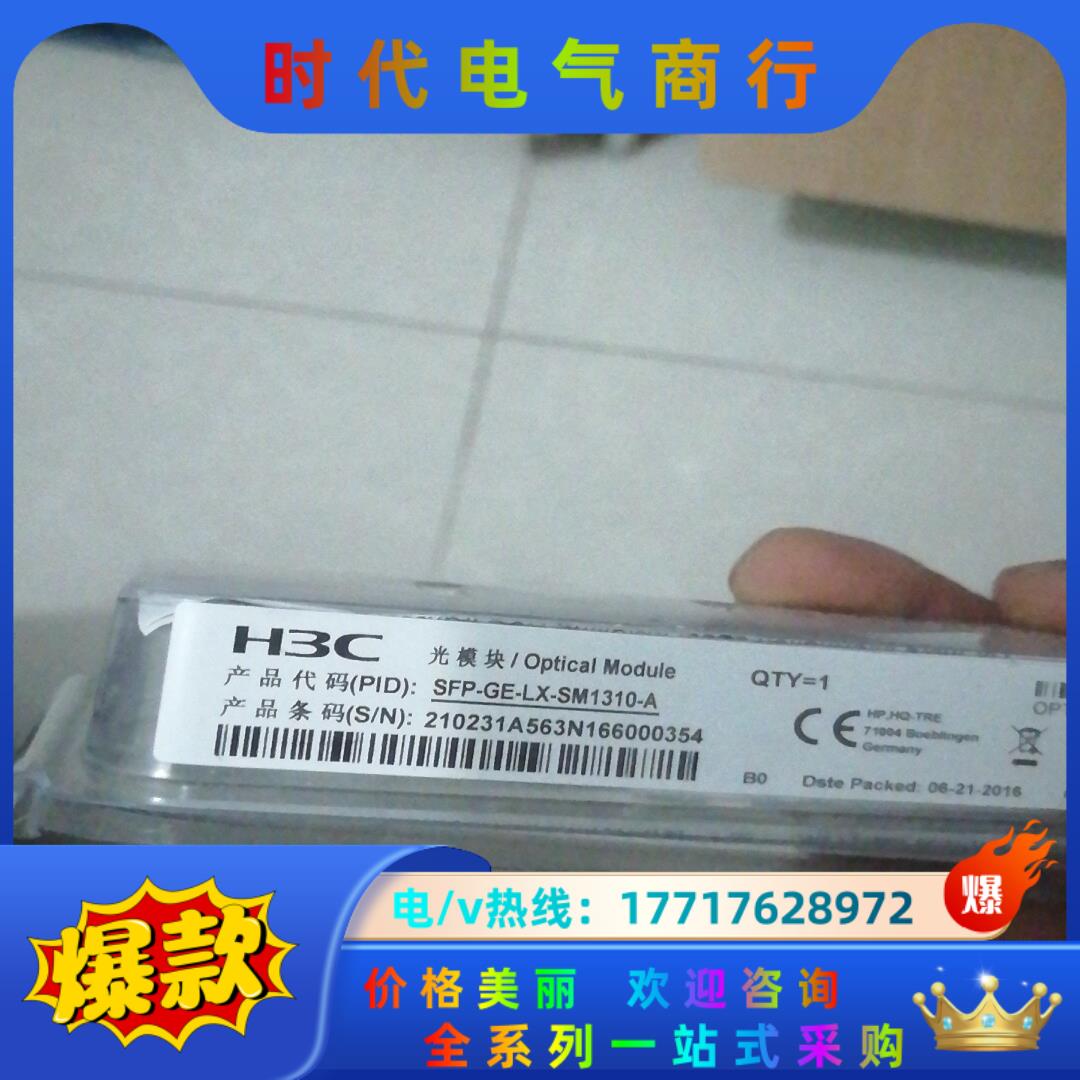 时代电气商行
H3C
光模块/Optical Module
QTY=1
产品代码(PID): SFP-GE-LX-SM1310-A
产品条码(S/N): 210231A563N166000354
CE
HP,HQ-TRE
71004 Boeblingen
Germany
OPT
B0
Dste Packed: 06-21-2016
爆款
电/v热线：17717628972
爆
价格美丽 欢迎咨询
全系列一站式采购